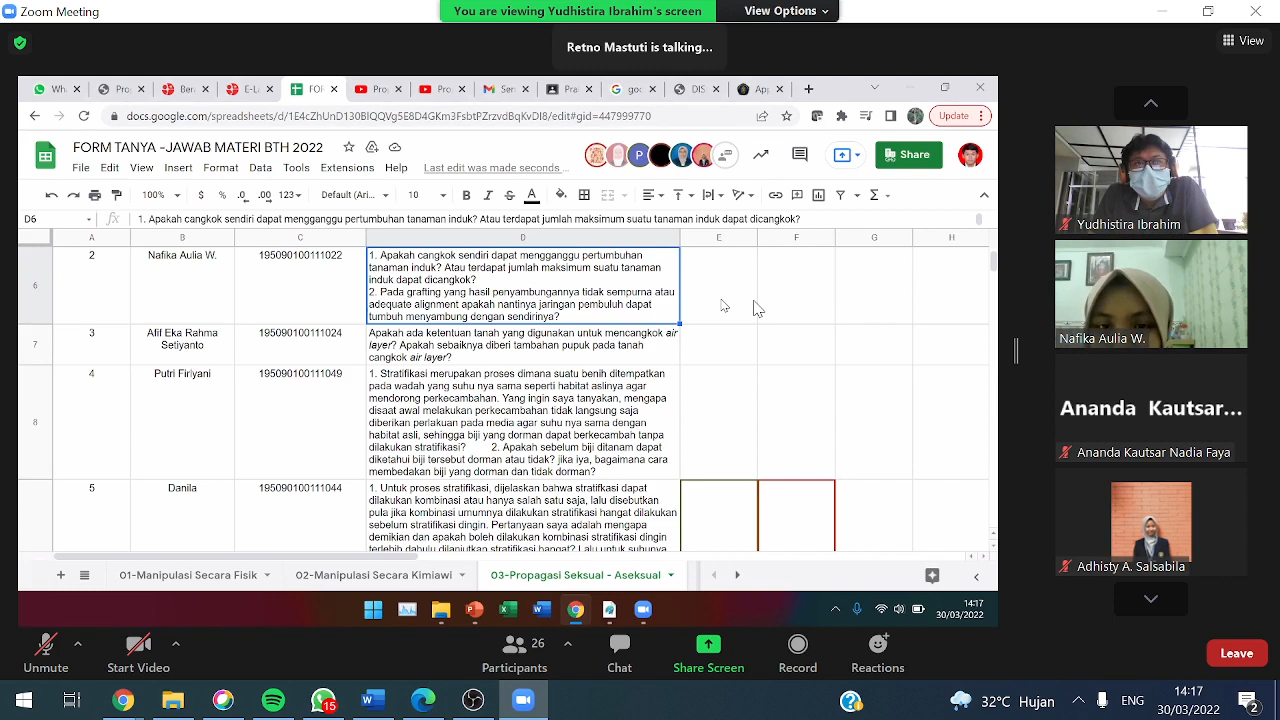 Zoom Meeting
You are viewing Yudhistira Ibrahim's screen
View Options
Retno Mastuti is talking...
View
docs.google.com/spreadsheets/d/1E4cZhUnD130BlQQVg5E8D4GKm3FsbtPZrzvdBqKvDI8/edit#gid=447999770
Update
FORM TANYA -JAWAB MATERI BTH 2022
File Edit View Insert Format Data Tools Extensions Help Last edit was made seconds ...
P
Share
100% $ % .0 .00 123 Default (Ari... 10 B I S A
D6 fx 1. Apakah cangkok sendiri dapat mengganggu pertumbuhan tanaman induk? Atau terdapat jumlah maksimum suatu tanaman induk dapat dicangkok?
A B C D E F G H
6
2 Nafika Aulia W. 195090101111022
1. Apakah cangkok sendiri dapat mengganggu pertumbuhan
tanaman induk? Atau terdapat jumlah maksimum suatu tanaman
induk dapat dicangkok?
2. Pada grafting yang hasil penyambungannya tidak sempurna atau
adequate alignment apakah nantinya jaringan pembuluh dapat
tumbuh menyambung dengan sendirinya?
7
3 Afif Eka Rahma
Setiyanto
195090100111024
Apakah ada ketentuan tanah yang digunakan untuk mencangkok air
layer? Apakah sebaiknya diberi tambahan pupuk pada tanah
cangkok air layer?
8
4 Putri Firlyani 195090100111049
1. Stratifikasi merupakan proses dimana suatu benih ditempatkan
pada wadah yang suhu nya sama seperti habitat aslinya agar
mendorong perkecambahan. Yang ingin saya tanyakan, mengapa
disaat awal melakukan perkecambahan tidak langsung saja
diberikan perlakuan pada media agar suhu nya sama dengan
habitat asli, sehingga biji yang dorman dapat berkecambah tanpa
dilakukan stratifikasi? 2. Apakah sebelum biji ditanam dapat
diketahui biji tersebut dorman atau tidak? jika iya, bagaimana cara
membedakan biji yang dorman dan tidak dorman?
5 Danila 195090100111044
1. Untuk proses stratifikasi, dijelaskan bahwa stratifikasi dapat
dilakukan kombinasi atau hanya salah satu saja, lalu disebutkan
pula jika kombinasi umumnya dilakukan stratifikasi hangat dilakukan
sebelum stratifikasi dingin. Pertanyaan saya adalah mengapa
demikian dan apakah boleh dilakukan kombinasi stratifikasi dingin
terlebih dahulu dilanjutkan stratifikasi hangat? Lalu untuk suhunya
01-Manipulasi Secara Fisik
02-Manipulasi Secara Kimiawi
03-Propagasi Seksual - Aseksual
14:17
30/03/2022
Yudhistira Ibrahim
Nafika Aulia W.
Ananda Kautsar...
Ananda Kautsar Nadia Faya
Adhisty A. Salsabila
Unmute
Start Video
Participants
26
Chat
Share Screen
Record
Reactions
Leave
15
32°C Hujan
ENG
14:17
30/03/2022
2